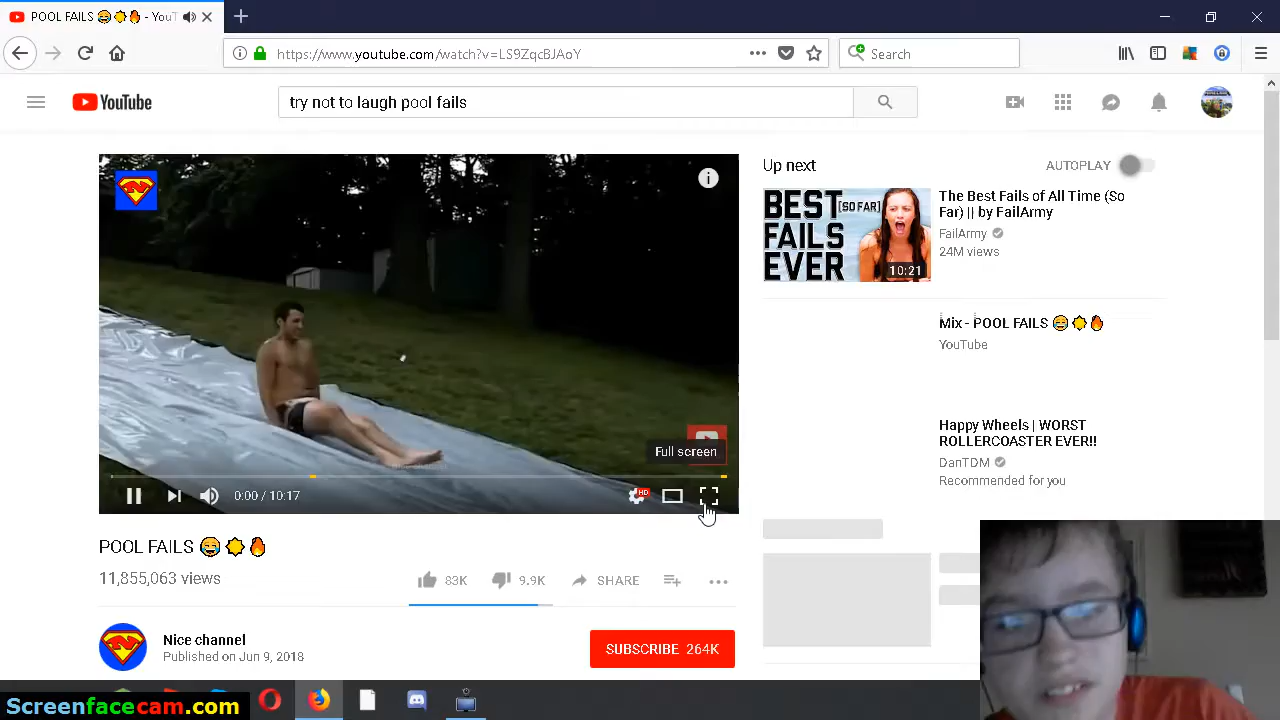 POOL FAILS 😂🌞🔥 - YouT
https://www.youtube.com/watch?v=LS9ZqcBJAoY
Search
YouTube
try not to laugh pool fails
Up next
AUTOPLAY
BEST (SO FAR)
FAILS
EVER
10:21
The Best Fails of All Time (So
Far) || by FailArmy
FailArmy
24M views
Mix - POOL FAILS 😂🌞🔥
YouTube
Happy Wheels | WORST
ROLLERCOASTER EVER!!
DanTDM
Recommended for you
Full screen
0:00 / 10:17
HD
POOL FAILS 😂🌞🔥
11,855,063 views
83K
9.9K
SHARE
Nice channel
Published on Jun 9, 2018
SUBSCRIBE 264K
Screenfacecam.com